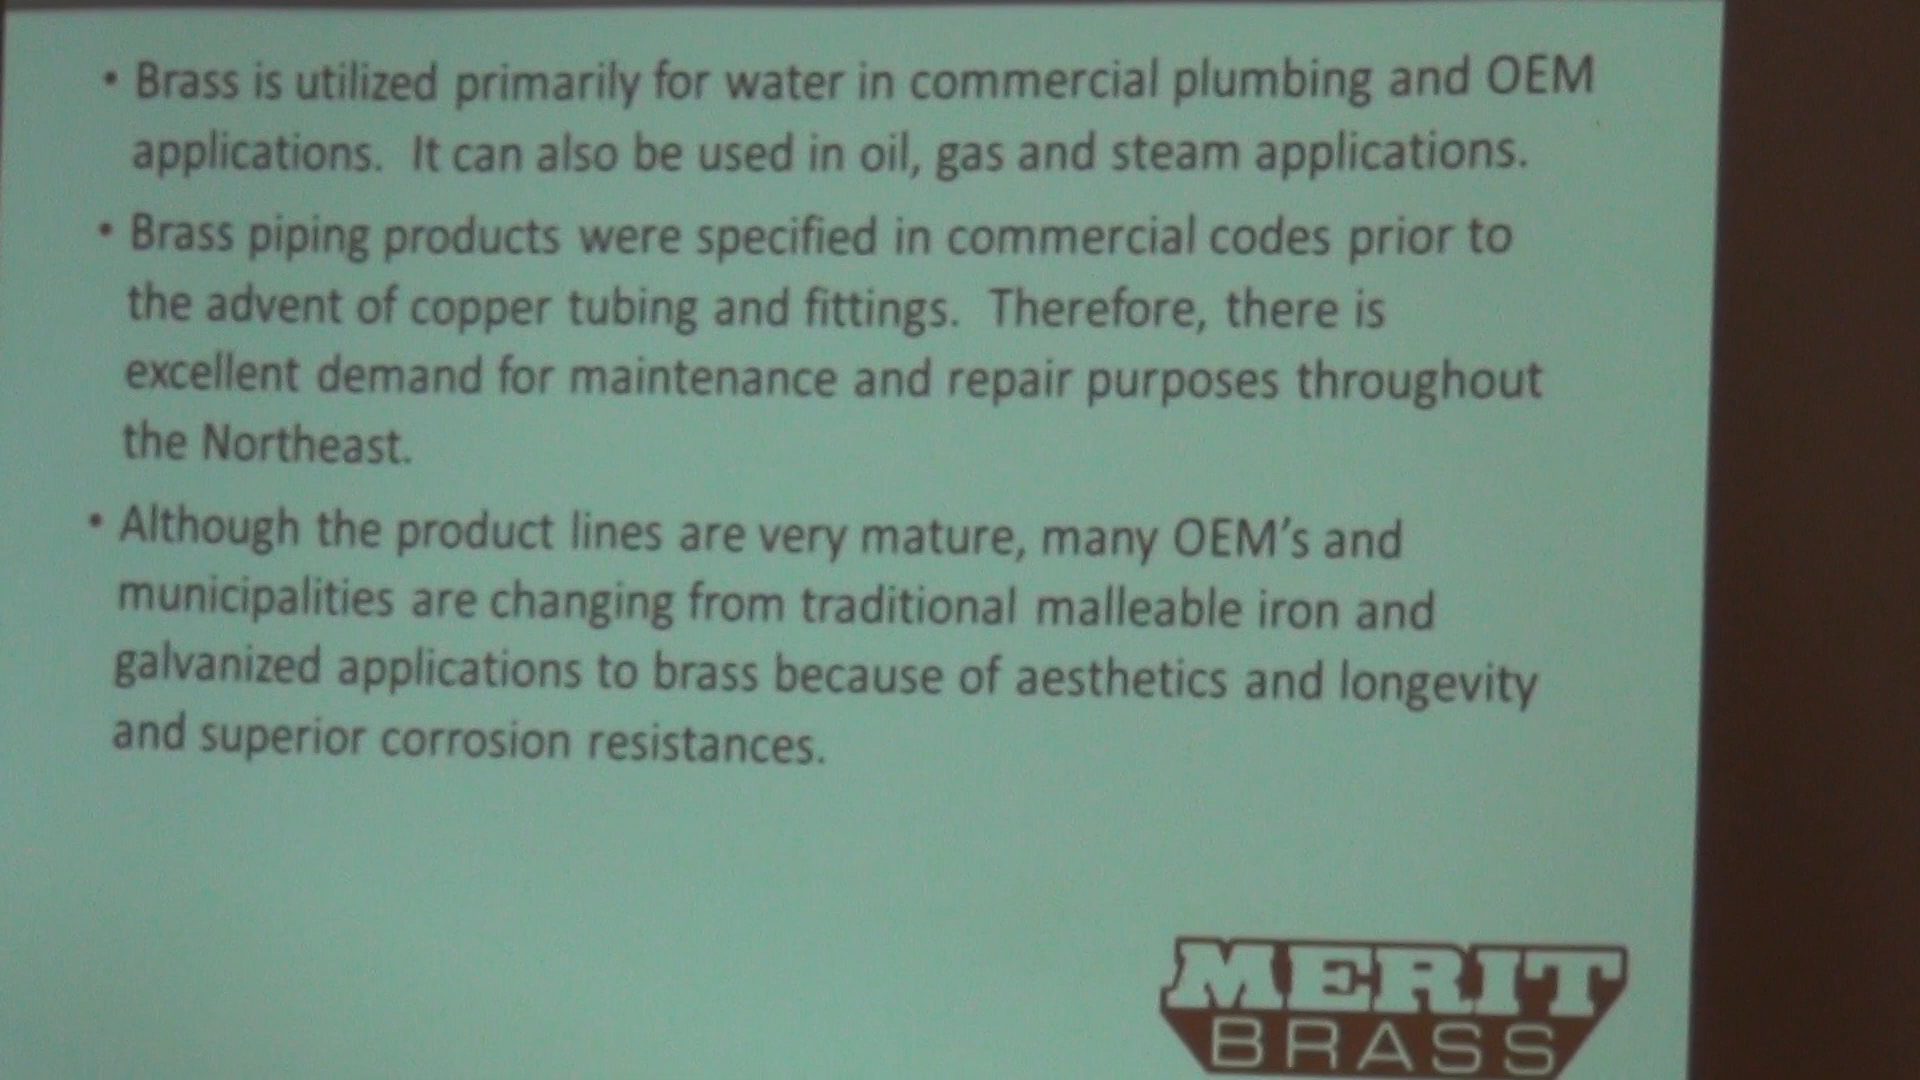 • Brass is utilized primarily for water in commercial plumbing and OEM
applications.  It can also be used in oil, gas and steam applications.
• Brass piping products were specified in commercial codes prior to
the advent of copper tubing and fittings.  Therefore, there is
excellent demand for maintenance and repair purposes throughout
the Northeast.
• Although the product lines are very mature, many OEM's and
municipalities are changing from traditional malleable iron and
galvanized applications to brass because of aesthetics and longevity
and superior corrosion resistances.
MERIT
BRASS